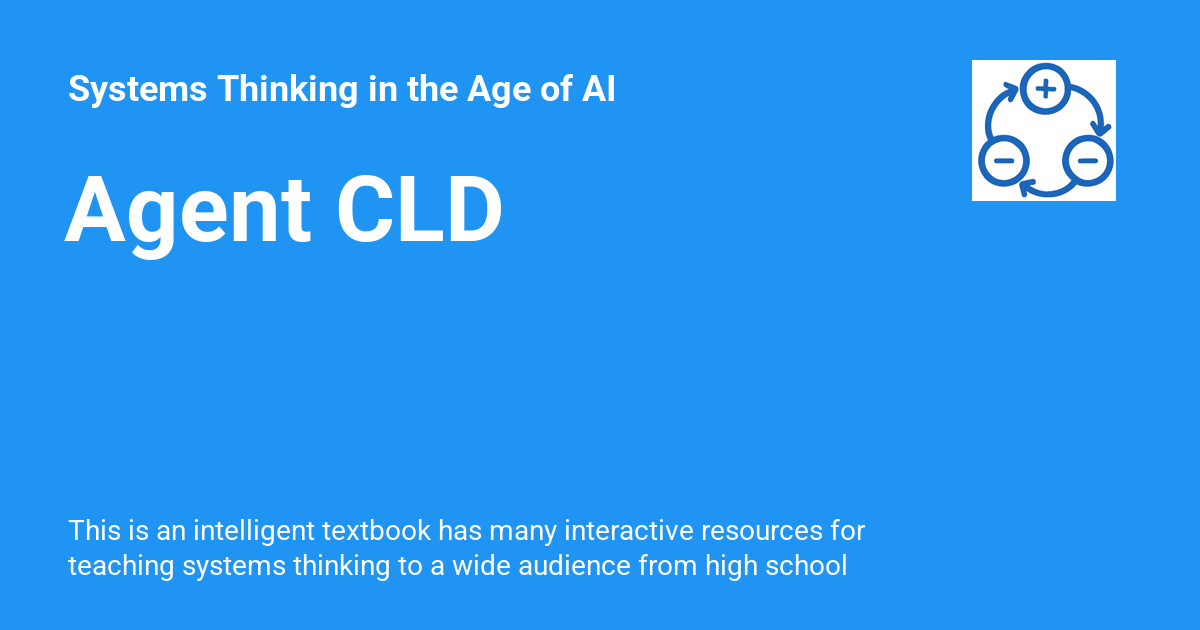 Systems Thinking in the Age of AI
Agent CLD
This is an intelligent textbook has many interactive resources for
teaching systems thinking to a wide audience from high school